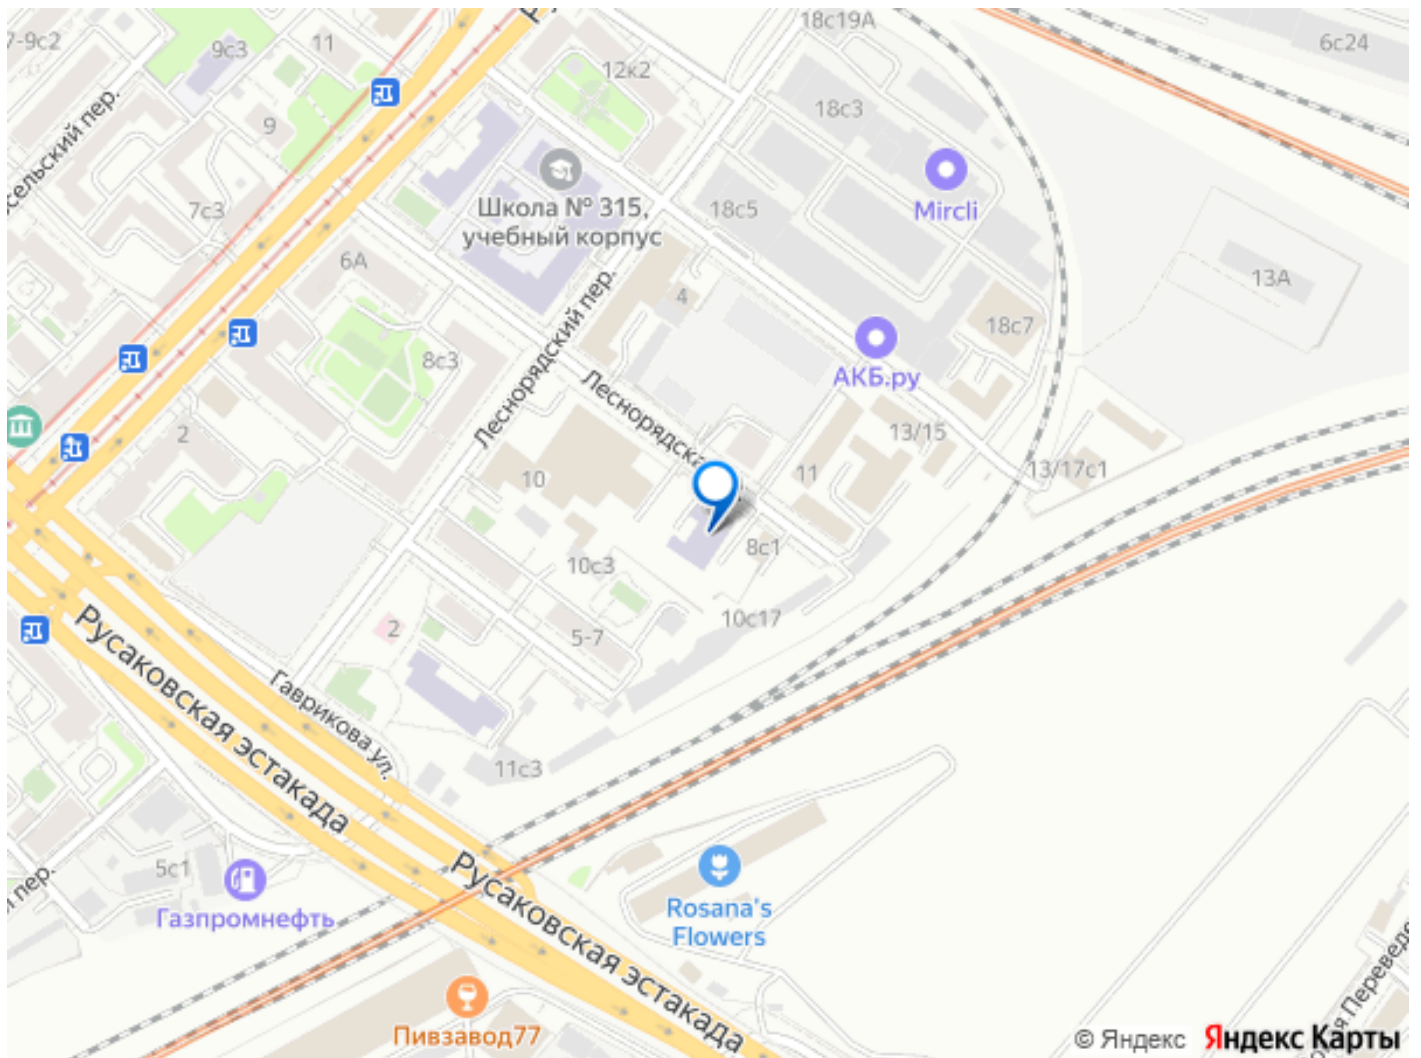 18с19А
6с24
7-9с2
9с3
11
12к2
18с3
сельский пер.
9
7с3
Школа № 315,
учебный корпус
18с5
Mircli
6А
4
13А
18с7
8с3
АКБ.ру
Леснорядский пер.
Леснорядска
2
13/15
10
11
13/17с1
8с1
10с3
10с17
2
5-7
Русаковская эстакада
Гаврикова ул.
11с3
5с1
пер.
Газпромнефть
Русаковская эстакада
Rosana's
Flowers
Пивзавод77
я Переведе
© Яндекс Яндекс Карты